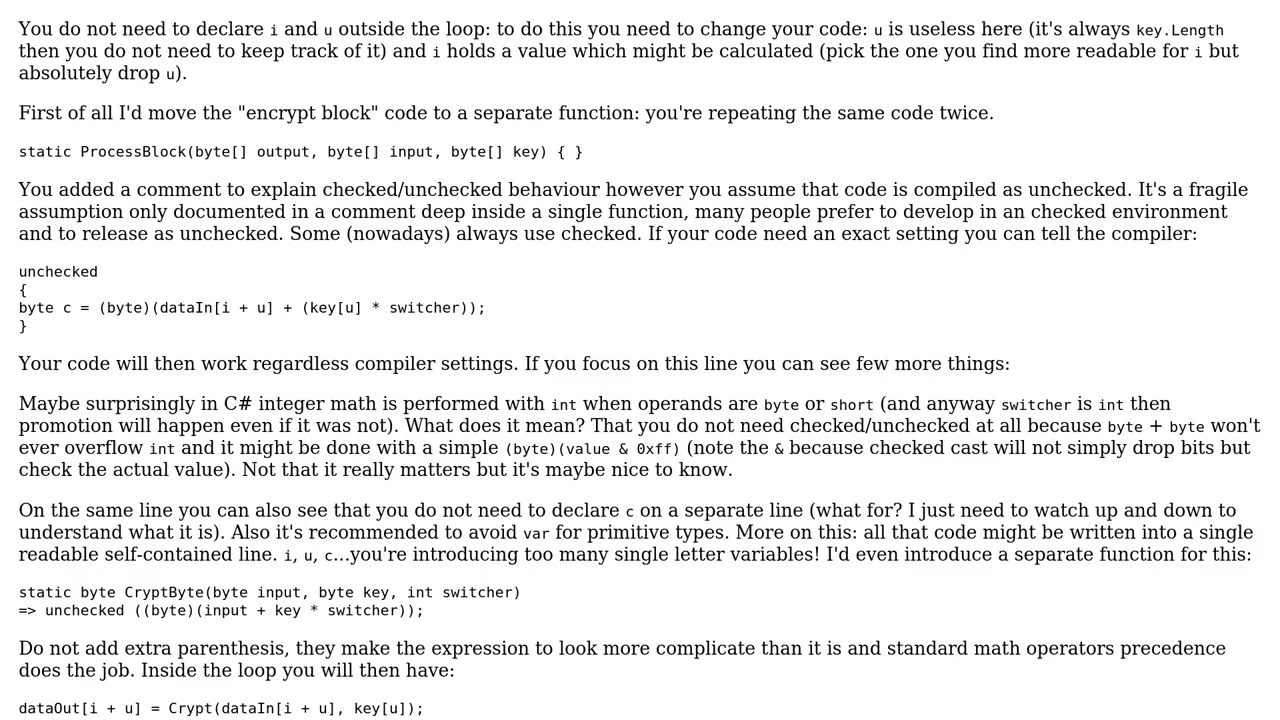 You do not need to declare i and u outside the loop: to do this you need to change your code: u is useless here (it's always key.Length
then you do not need to keep track of it) and i holds a value which might be calculated (pick the one you find more readable for i but
absolutely drop u).
First of all I'd move the "encrypt block" code to a separate function: you're repeating the same code twice.
static ProcessBlock(byte[] output, byte[] input, byte[] key) { }
You added a comment to explain checked/unchecked behaviour however you assume that code is compiled as unchecked. It's a fragile
assumption only documented in a comment deep inside a single function, many people prefer to develop in an checked environment
and to release as unchecked. Some (nowadays) always use checked. If your code need an exact setting you can tell the compiler:
unchecked
{
byte c = (byte)(dataIn[i + u] + (key[u] * switcher));
}
Your code will then work regardless compiler settings. If you focus on this line you can see few more things:
Maybe surprisingly in C# integer math is performed with int when operands are byte or short (and anyway switcher is int then
promotion will happen even if it was not). What does it mean? That you do not need checked/unchecked at all because byte + byte won't
ever overflow int and it might be done with a simple (byte)(value & 0xff) (note the & because checked cast will not simply drop bits but
check the actual value). Not that it really matters but it's maybe nice to know.
On the same line you can also see that you do not need to declare c on a separate line (what for? I just need to watch up and down to
understand what it is). Also it's recommended to avoid var for primitive types. More on this: all that code might be written into a single
readable self-contained line. i, u, c...you're introducing too many single letter variables! I'd even introduce a separate function for this:
static byte CryptByte(byte input, byte key, int switcher)
=> unchecked ((byte)(input + key * switcher));
Do not add extra parenthesis, they make the expression to look more complicate than it is and standard math operators precedence
does the job. Inside the loop you will then have:
dataOut[i + u] = Crypt(dataIn[i + u], key[u]);